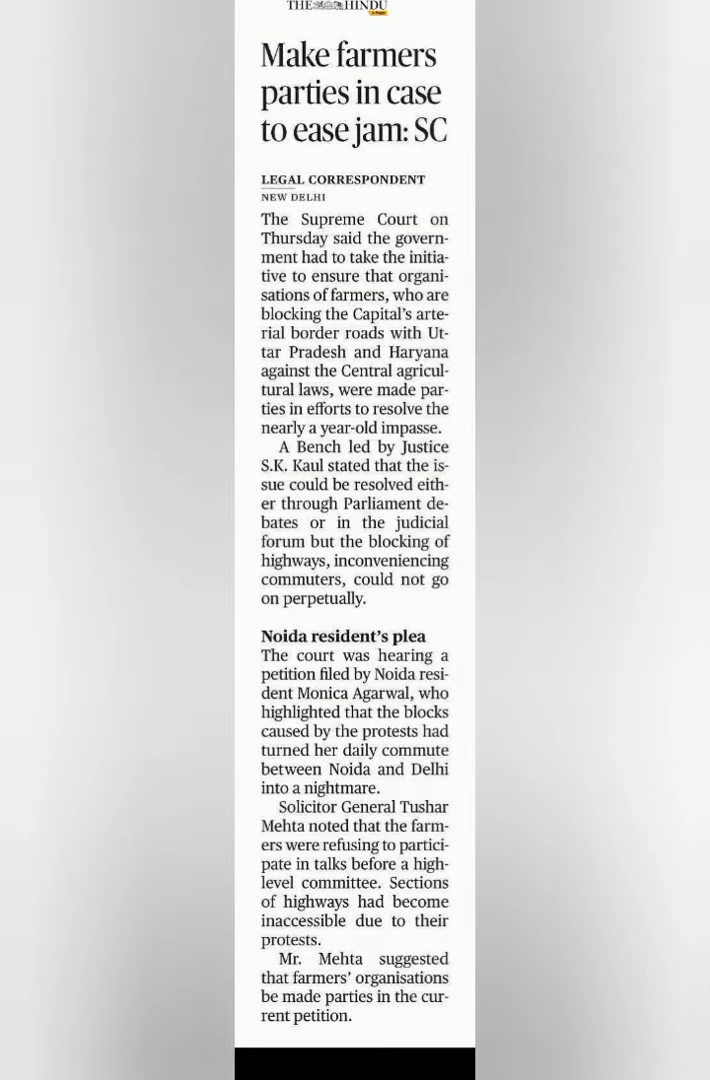 THE HINDU
Make farmers
parties in case
to ease jam: SC
LEGAL CORRESPONDENT
NEW DELHI
The Supreme Court on
Thursday said the govern-
ment had to take the initia-
tive to ensure that organi-
sations of farmers, who are
blocking the Capital's arte-
rial border roads with Ut-
tar Pradesh and Haryana
against the Central agricul-
tural laws, were made par-
ties in efforts to resolve the
nearly a year-old impasse.
A Bench led by Justice
S.K. Kaul stated that the is-
sue could be resolved eith-
er through Parliament de-
bates or in the judicial
forum but the blocking of
highways, inconveniencing
commuters, could not go
on perpetually.
Noida resident's plea
The court was hearing a
petition filed by Noida resi-
dent Monica Agarwal, who
highlighted that the blocks
caused by the protests had
turned her daily commute
between Noida and Delhi
into a nightmare.
Solicitor General Tushar
Mehta noted that the farm-
ers were refusing to partici-
pate in talks before a high-
level committee. Sections
of highways had become
inaccessible due to their
protests.
Mr. Mehta suggested
that farmers' organisations
be made parties in the cur-
rent petition.